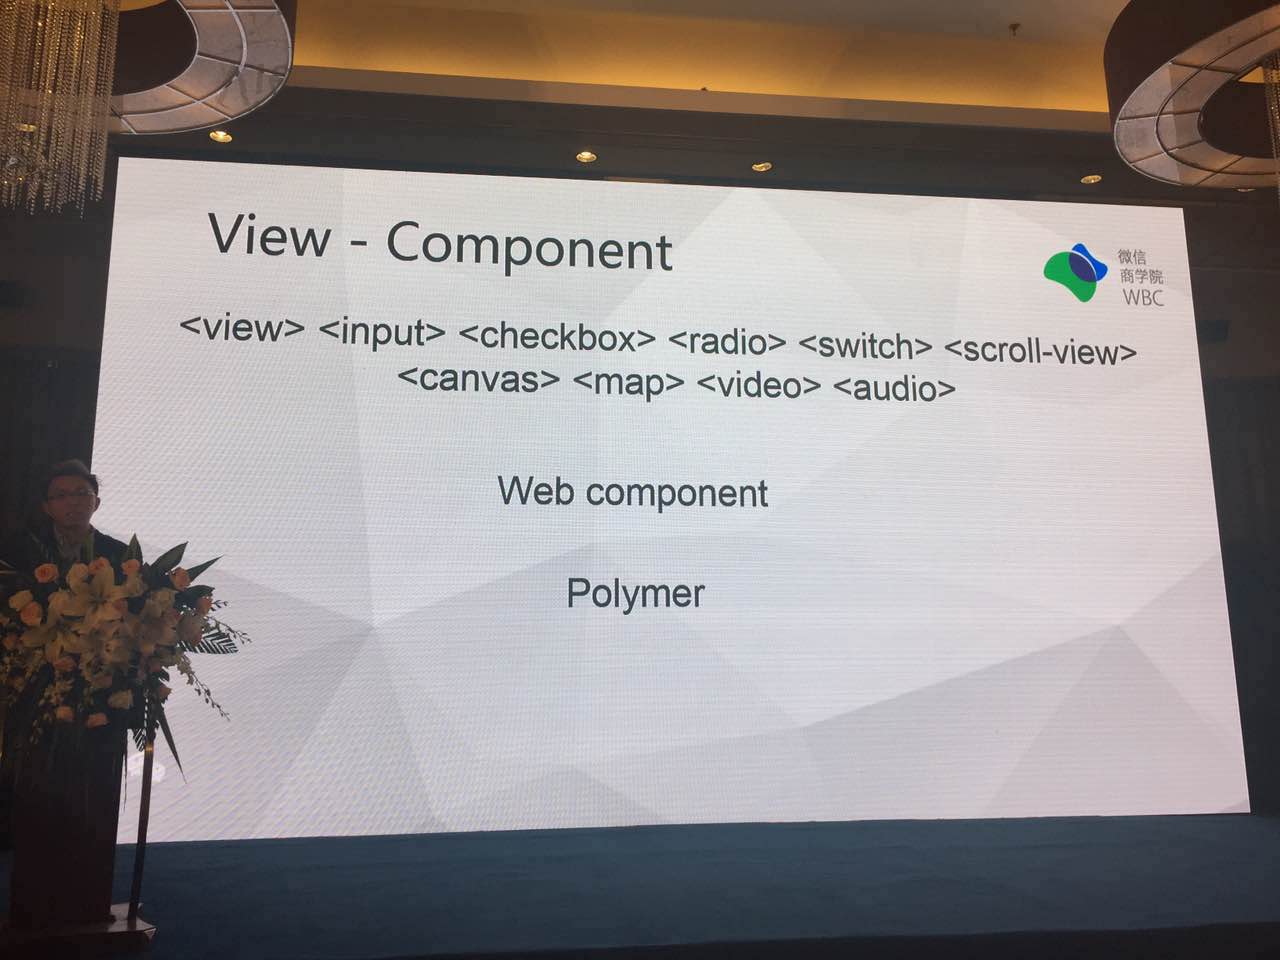 View - Component
微信
商学院
WBC
<view> <input> <checkbox> <radio> <switch> <scroll-view>
<canvas> <map> <video> <audio>
Web component
Polymer